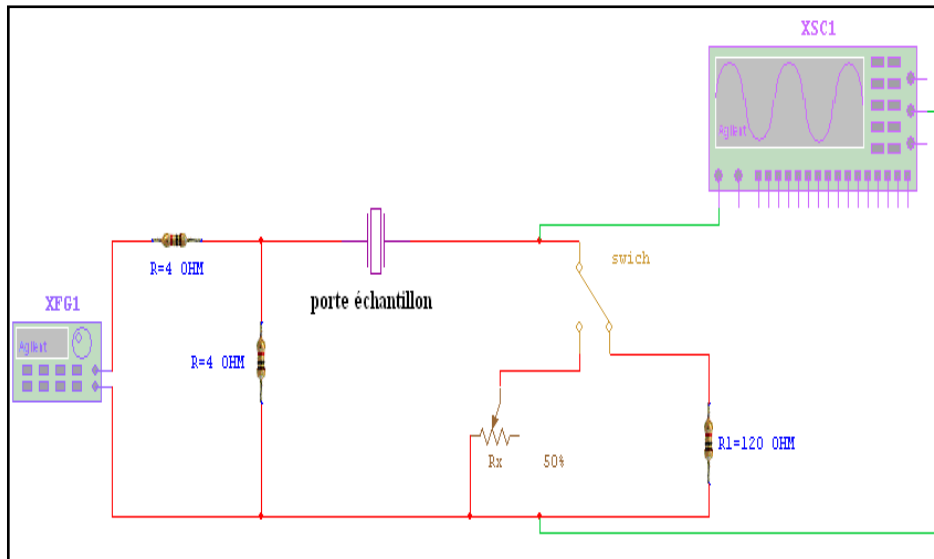 XSC1
Agilent
swich
R=4 OHM
porte échantillon
XFG1
Agilent
R=4 OHM
R1=120 OHM
Rx 50%